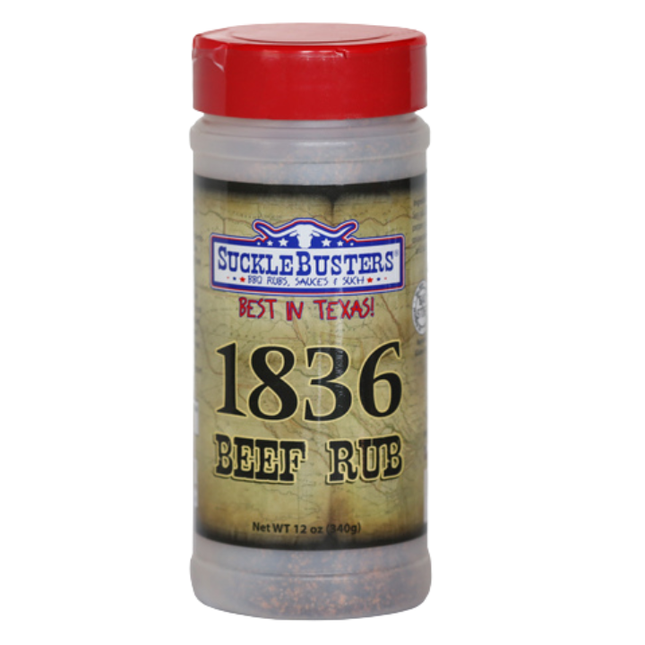 SUCKLEBUSTERS®
BBQ RUBS, SAUCES & SUCH
BEST IN TEXAS!
1836
BEEF RUB
Net WT 12 oz (340g)